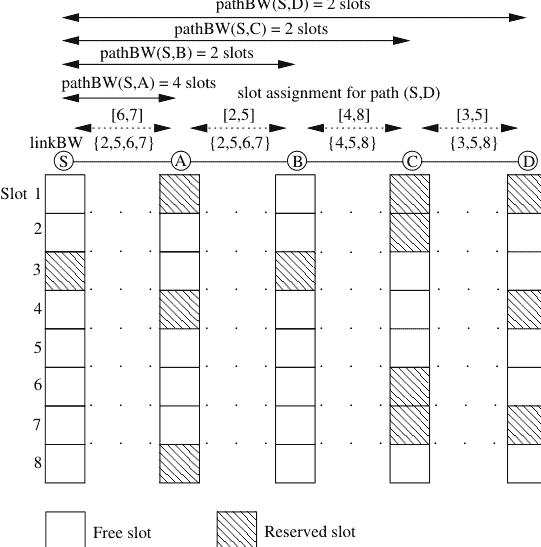 pathBW(S,D) = 2 slots
pathBW(S,C) = 2 slots
pathBW(S,B) = 2 slots
pathBW(S,A) = 4 slots
slot assignment for path (S,D)
[6,7] [2,5] [4,8] [3,5]
linkBW {2,5,6,7} {2,5,6,7} {4,5,8} {3,5,8}
S A B C D
Slot 1
2
3
4
5
6
7
8
Free slot Reserved slot